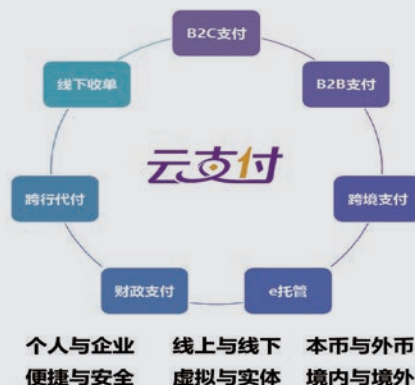 B2C支付
线下收单
B2B支付
云支付
跨行代付
跨境支付
财政支付
e托管
个人与企业 线上与线下 本币与外币
便捷与安全 虚拟与实体 境内与境外